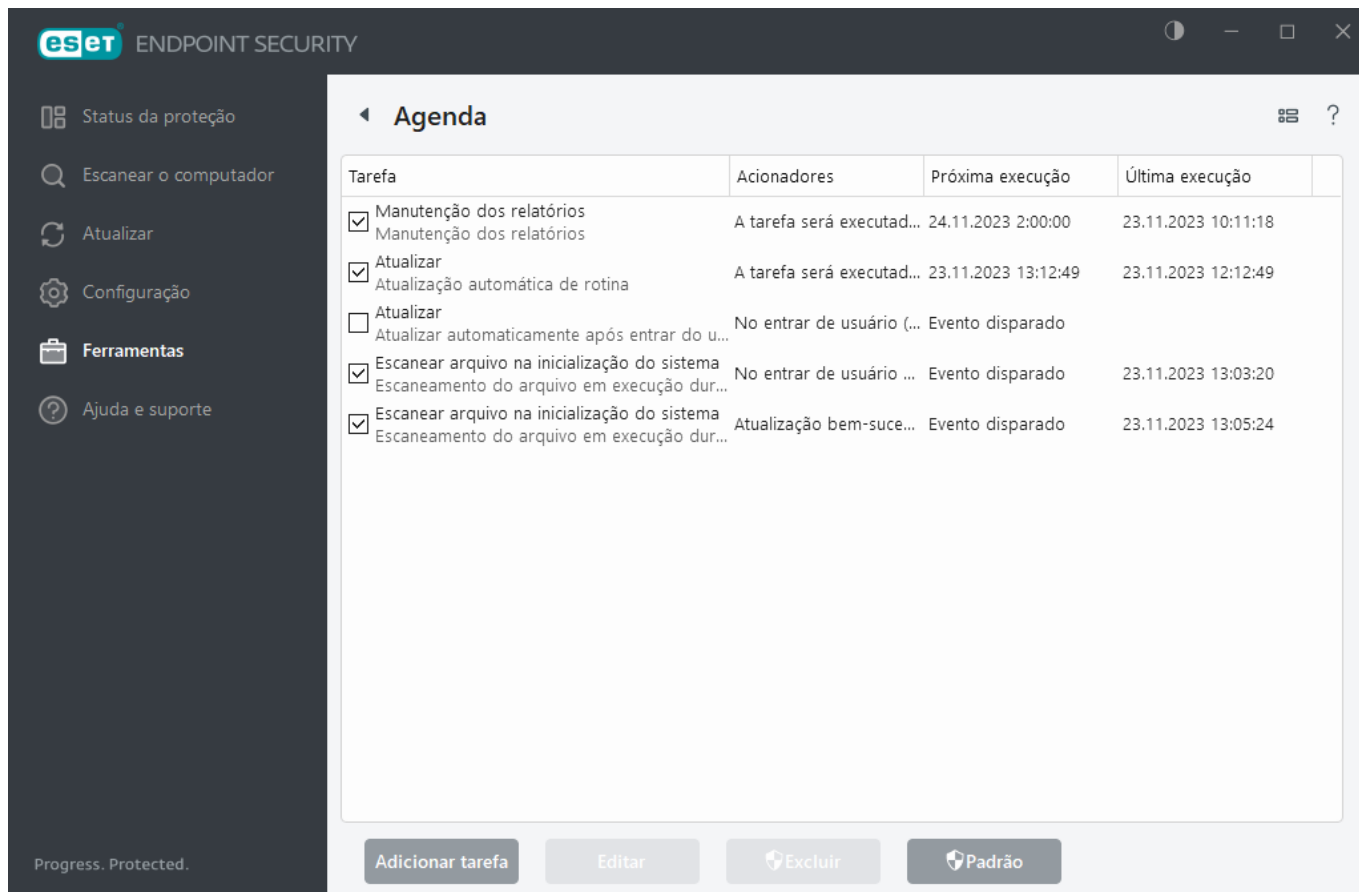 eset ENDPOINT SECURITY
Status da proteção
Escanear o computador
Atualizar
Configuração
Ferramentas
Ajuda e suporte
Progress. Protected.
Agenda
?
Tarefa Acionadores Próxima execução Última execução
Manutenção dos relatórios
Manutenção dos relatórios
A tarefa será executad... 24.11.2023 2:00:00 23.11.2023 10:11:18
Atualizar
Atualização automática de rotina
A tarefa será executad... 23.11.2023 13:12:49 23.11.2023 12:12:49
Atualizar
Atualizar automaticamente após entrar do u...
No entrar de usuário (... Evento disparado
Escanear arquivo na inicialização do sistema
Escaneamento do arquivo em execução dur...
No entrar de usuário ... Evento disparado 23.11.2023 13:03:20
Escanear arquivo na inicialização do sistema
Escaneamento do arquivo em execução dur...
Atualização bem-suce... Evento disparado 23.11.2023 13:05:24
Adicionar tarefa Editar Excluir Padrão